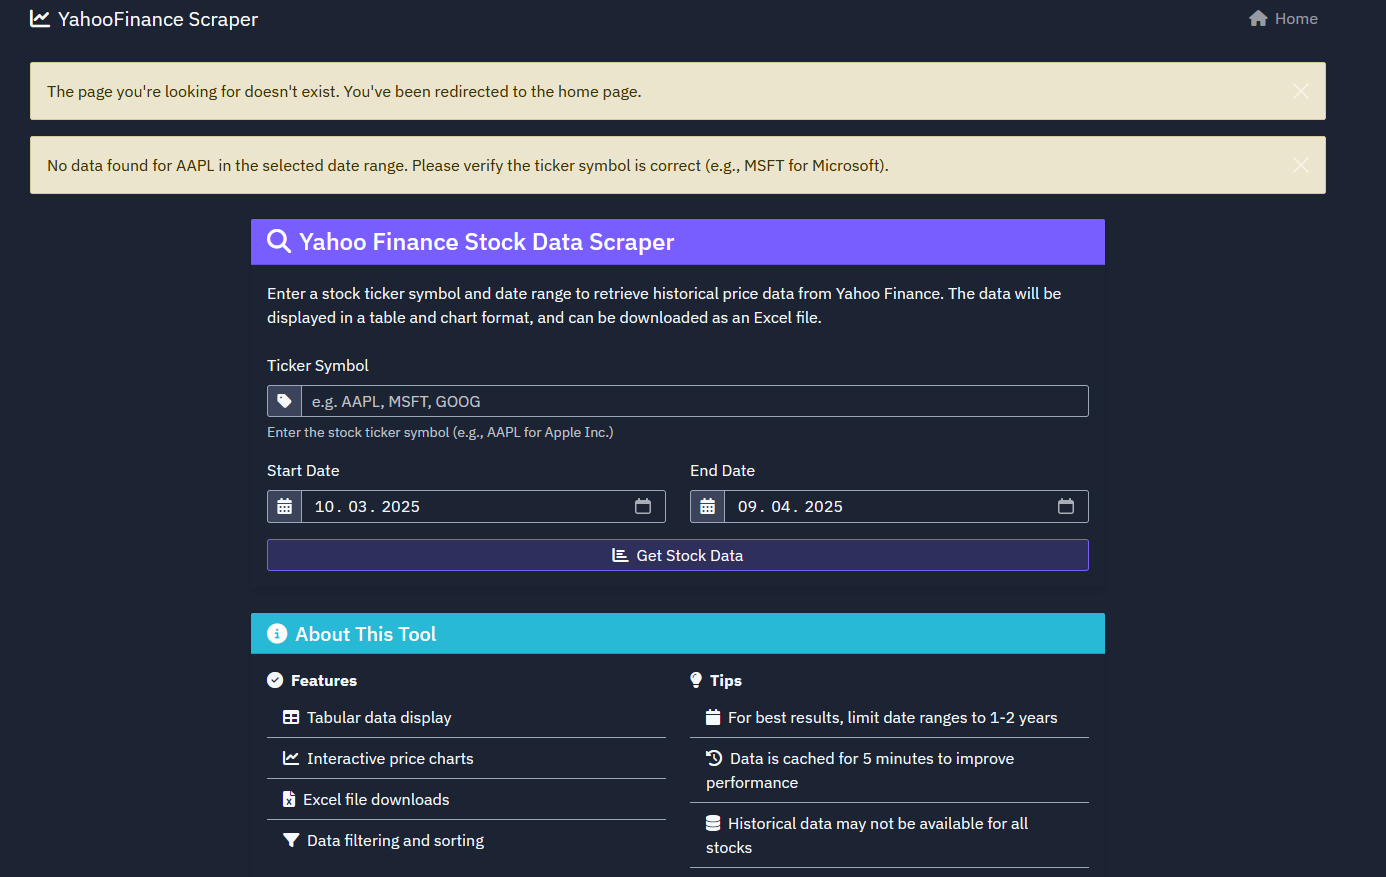 YahooFinance Scraper
Home
The page you're looking for doesn't exist. You've been redirected to the home page.
No data found for AAPL in the selected date range. Please verify the ticker symbol is correct (e.g., MSFT for Microsoft).
Yahoo Finance Stock Data Scraper
Enter a stock ticker symbol and date range to retrieve historical price data from Yahoo Finance. The data will be
displayed in a table and chart format, and can be downloaded as an Excel file.
Ticker Symbol
e.g. AAPL, MSFT, GOOG
Enter the stock ticker symbol (e.g., AAPL for Apple Inc.)
Start Date
10. 03. 2025
End Date
09. 04. 2025
Get Stock Data
About This Tool
Features
Tabular data display
Interactive price charts
Excel file downloads
Data filtering and sorting
Tips
For best results, limit date ranges to 1-2 years
Data is cached for 5 minutes to improve
performance
Historical data may not be available for all
stocks